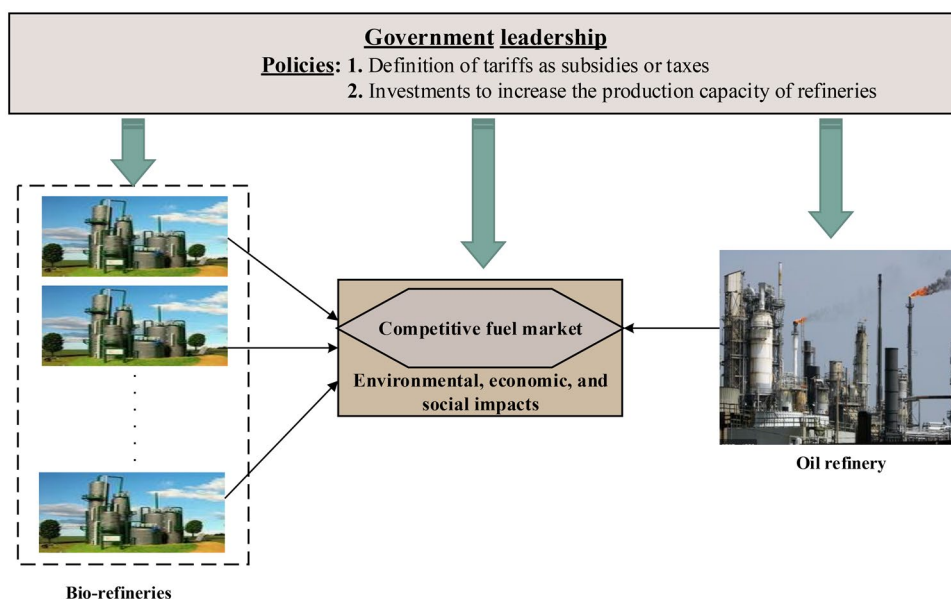 Government leadership
Policies: 1. Definition of tariffs as subsidies or taxes
2. Investments to increase the production capacity of refineries
Competitive fuel market
Environmental, economic, and
social impacts
Oil refinery
Bio-refineries